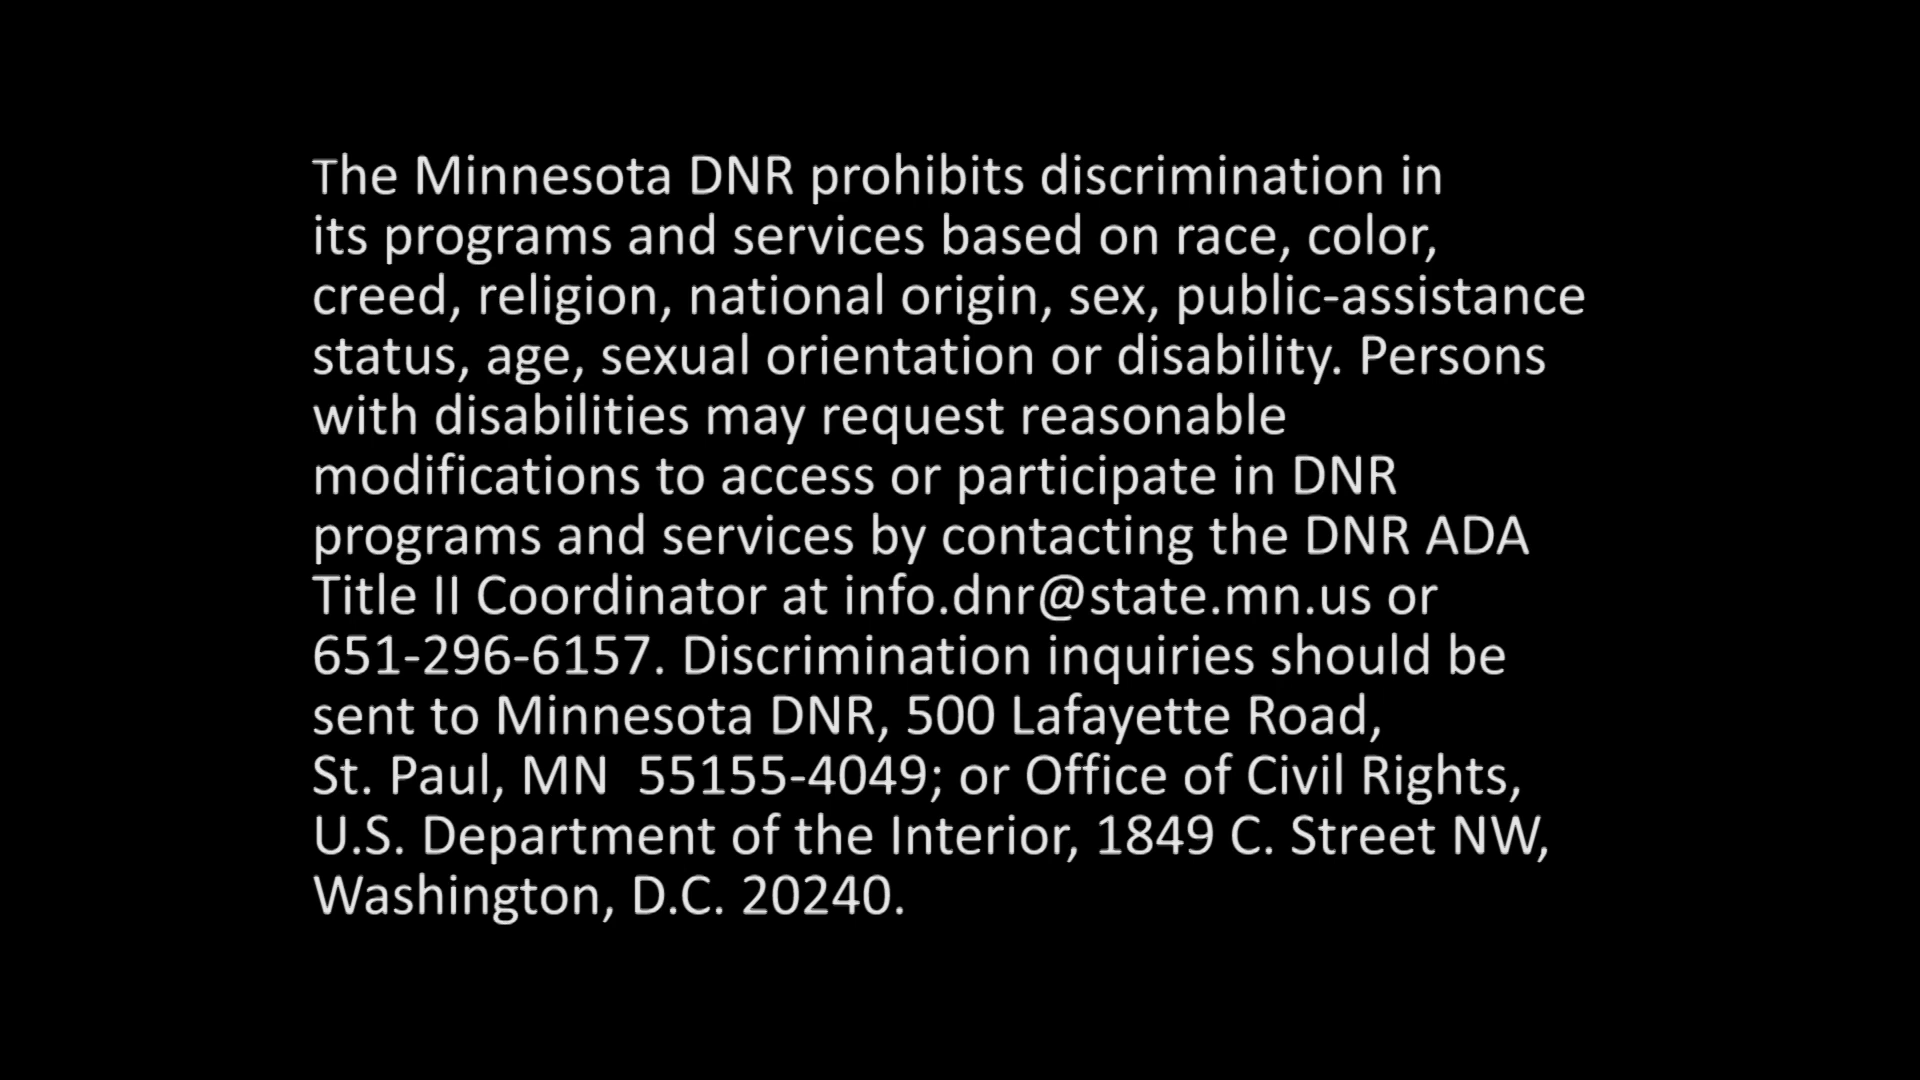 The Minnesota DNR prohibits discrimination in
its programs and services based on race, color,
creed, religion, national origin, sex, public-assistance
status, age, sexual orientation or disability. Persons
with disabilities may request reasonable
modifications to access or participate in DNR
programs and services by contacting the DNR ADA
Title II Coordinator at info.dnr@state.mn.us or
651-296-6157. Discrimination inquiries should be
sent to Minnesota DNR, 500 Lafayette Road,
St. Paul, MN  55155-4049; or Office of Civil Rights,
U.S. Department of the Interior, 1849 C. Street NW,
Washington, D.C. 20240.